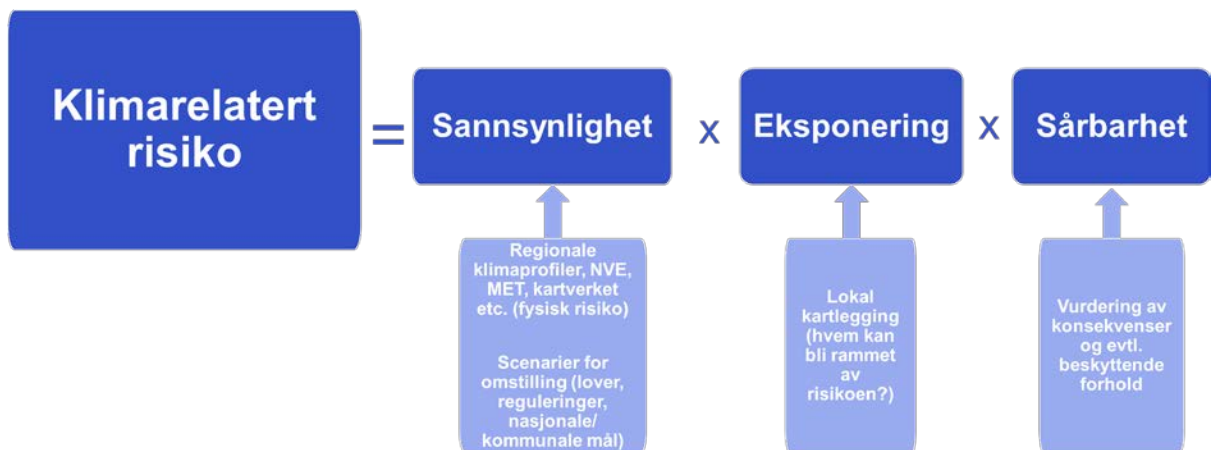 Klimarelatert
risiko
=
Sannsynlighet
x
Eksponering
x
Sårbarhet
Regionale
klimaprofiler, NVE,
MET, kartverket
etc. (fysisk risiko)
Scenarier for
omstilling (lover,
reguleringer,
nasjonale/
kommunale mål)
Lokal
kartlegging
(hvem kan
bli rammet
av
risikoen?)
Vurdering av
konsekvenser
og evtl.
beskyttende
forhold